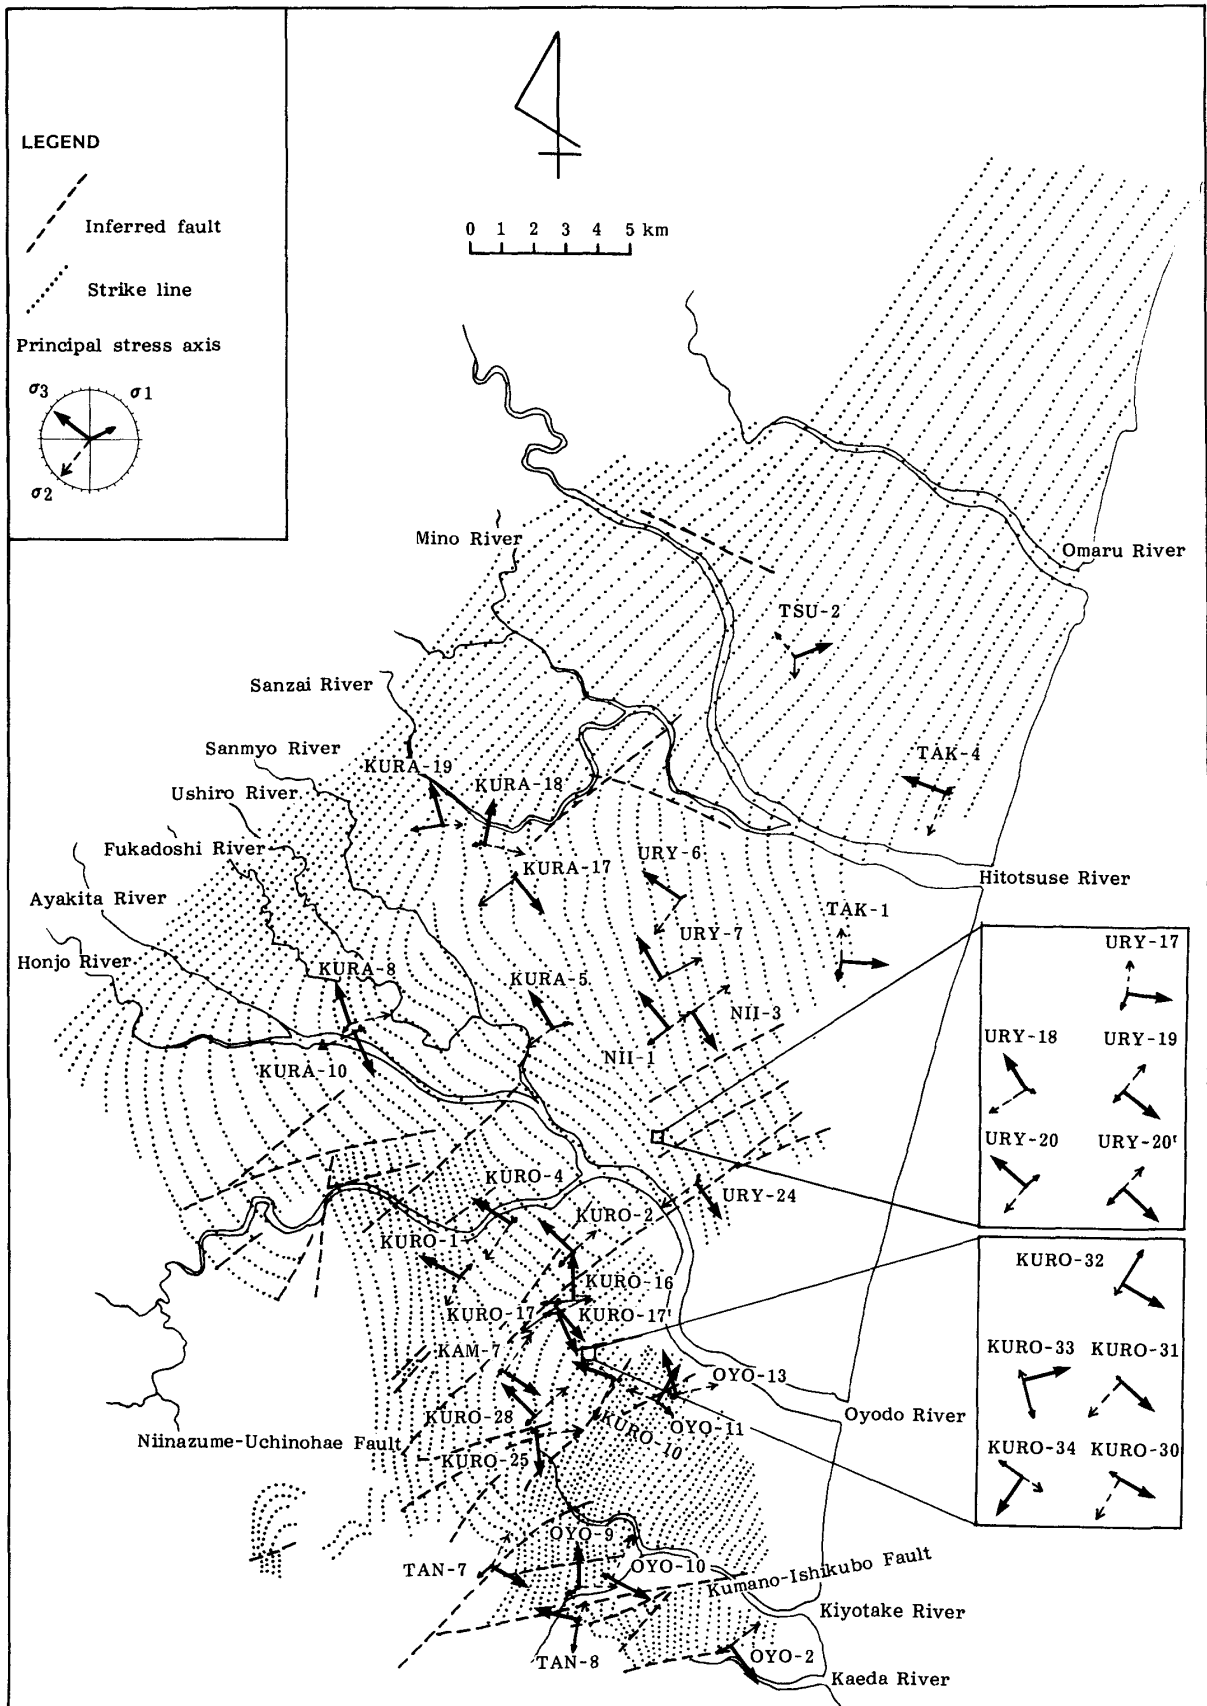 LEGEND
Inferred fault
Strike line
Principal stress axis
σ3
σ1
σ2
0 1 2 3 4 5 km
Mino River
Omaru River
TSU-2
Sanzai River
Sanmyo River
TAK-4
KURA-19
KURA-18
Ushiro River
Fukadoshi River
URY-6
KURA-17
Hitotsuse River
Ayakita River
TAK-1
URY-7
URY-17
Honjo River
KURA-8
KURA-5
NII-3
URY-18
URY-19
NII-1
KURA-10
URY-20
URY-20'
KURO-4
URY-24
KURO-2
KURO-1
KURO-32
KURO-16
KURO-17
KURO-17'
KAM-7
KURO-33
KURO-31
OYO-13
KURO-28
KURO-10
OYO-11
Oyodo River
Niinazume-Uchinohae Fault
KURO-25
KURO-34
KURO-30
OYO-9
TAN-7
OYO-10
Kumano-Ishikubo Fault
Kiyotake River
TAN-8
OYO-2
Kaeda River